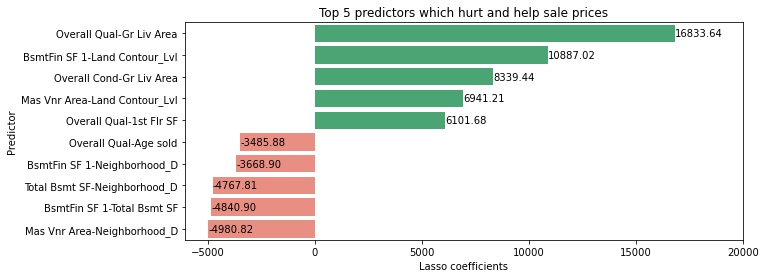 Top 5 predictors which hurt and help sale prices
Overall Qual-Gr Liv Area 16833.64
BsmtFin SF 1-Land Contour_Lvl 10887.02
Overall Cond-Gr Liv Area 8339.44
Mas Vnr Area-Land Contour_Lvl 6941.21
Overall Qual-1st Flr SF 6101.68
Overall Qual-Age sold -3485.88
BsmtFin SF 1-Neighborhood_D -3668.90
Total Bsmt SF-Neighborhood_D -4767.81
BsmtFin SF 1-Total Bsmt SF -4840.90
Mas Vnr Area-Neighborhood_D -4980.82
Predictor
−5000 0 5000 10000 15000 20000
Lasso coefficients